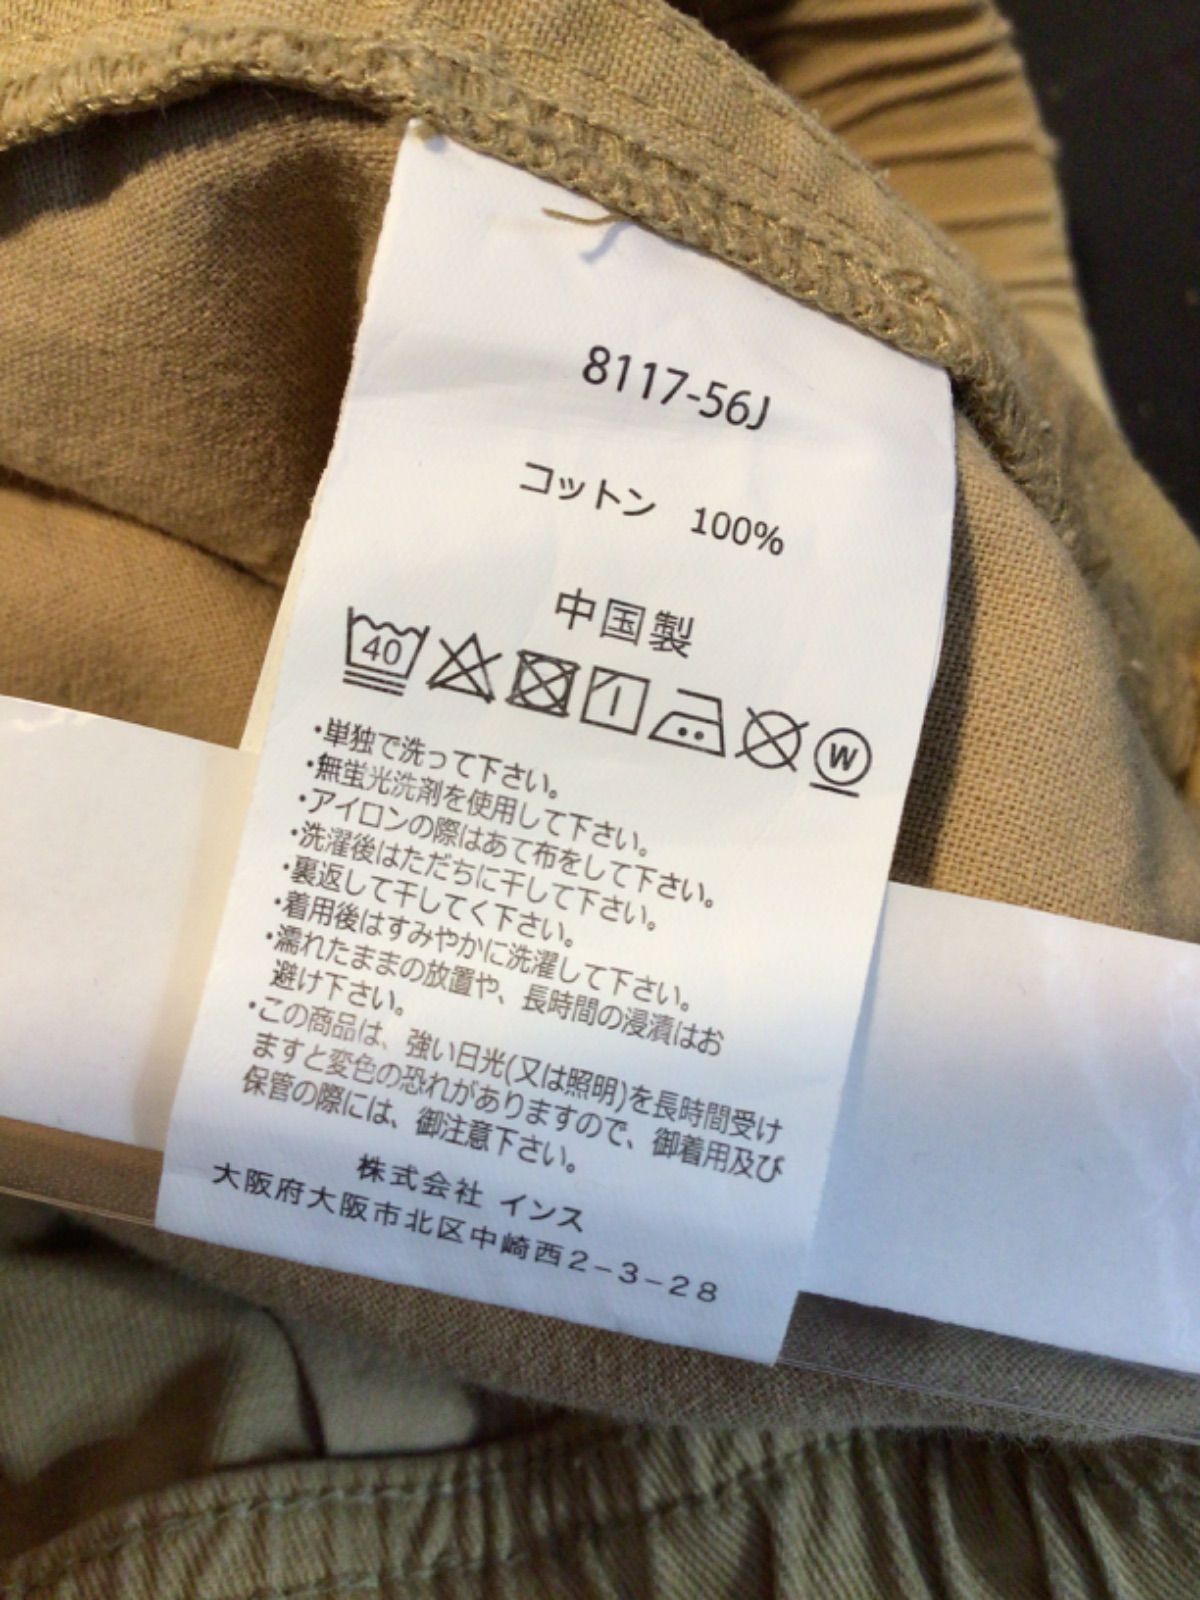 8117-56J
コットン 100%
中国製
40
W
・単独で洗って下さい。
・無蛍光洗剤を使用して下さい。
・アイロンの際はあて布をして下さい。
・洗濯後はただちに干して下さい。
・裏返して干してく下さい。
・着用後はすみやかに洗濯して下さい。
・濡れたままの放置や、長時間の浸漬はお
避け下さい。
・この商品は、強い日光(又は照明)を長時間受け
ますと変色の恐れがありますので、御着用及び
保管の際には、御注意下さい。
株式会社 インス
大阪府大阪市北区中崎西2-3-28